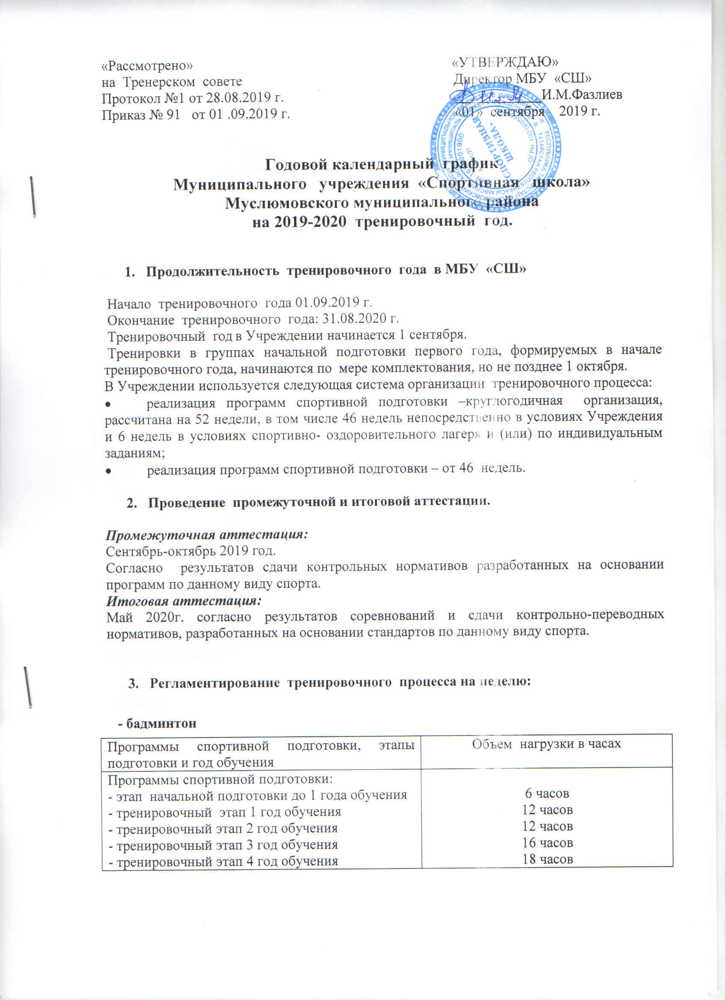 «Рассмотрено»
на Тренерском совете
Протокол №1 от 28.08.2019 г.
Приказ № 91 от 01 .09.2019 г.
«УТВЕРЖДАЮ»
Директор МБУ «СШ»
И.М.Фазлиев
«01» сентября 2019 г.
«СПОРТИВНАЯ
ШКОЛА»
Годовой календарный график
Муниципального учреждения «Спортивная школа»
Муслюмовского муниципального района
на 2019-2020 тренировочный год.
1. Продолжительность тренировочного года в МБУ «СШ»
Начало тренировочного года 01.09.2019 г.
Окончание тренировочного года: 31.08.2020 г.
Тренировочный год в Учреждении начинается 1 сентября.
Тренировки в группах начальной подготовки первого года, формируемых в начале
тренировочного года, начинаются по мере комплектования, но не позднее 1 октября.
В Учреждении используется следующая система организации тренировочного процесса:
• реализация программ спортивной подготовки –круглогодичная организация,
рассчитана на 52 недели, в том числе 46 недель непосредственно в условиях Учреждения
и 6 недель в условиях спортивно- оздоровительного лагеря и (или) по индивидуальным
заданиям;
• реализация программ спортивной подготовки – от 46 недель.
2. Проведение промежуточной и итоговой аттестации.
Промежуточная аттестация:
Сентябрь-октябрь 2019 год.
Согласно результатов сдачи контрольных нормативов разработанных на основании
программ по данному виду спорта.
Итоговая аттестация:
Май 2020г. согласно результатов соревнований и сдачи контрольно-переводных
нормативов, разработанных на основании стандартов по данному виду спорта.
3. Регламентирование тренировочного процесса на неделю:
- бадминтон
Программы спортивной подготовки, этапы
подготовки и год обучения
Объем нагрузки в часах
Программы спортивной подготовки:
- этап начальной подготовки до 1 года обучения
6 часов
- тренировочный этап 1 год обучения
12 часов
- тренировочный этап 2 год обучения
12 часов
- тренировочный этап 3 год обучения
16 часов
- тренировочный этап 4 год обучения
18 часов